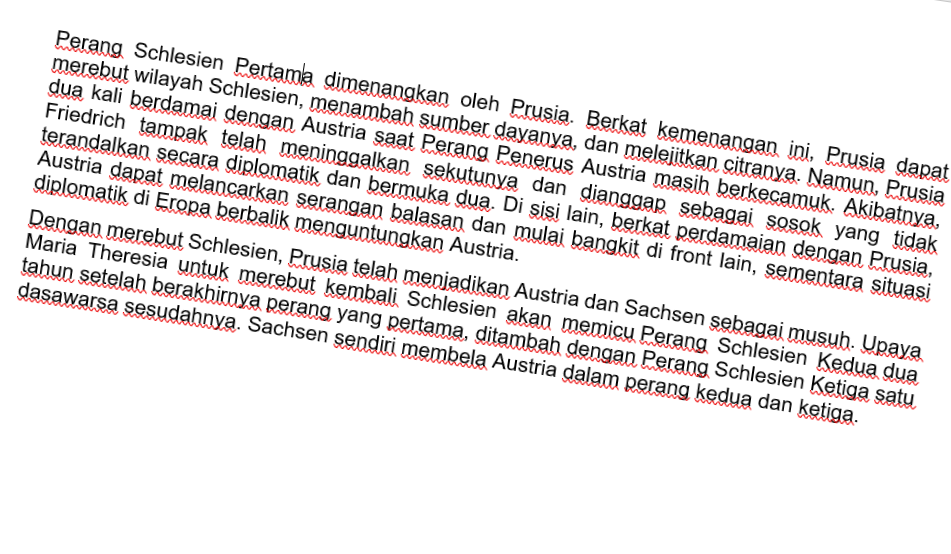 Perang Schlesien Pertama dimenangkan oleh Prusia. Berkat kemenangan ini, Prusia dapat
merebut wilayah Schlesien, menambah sumber dayanya, dan melejitkan citranya. Namun, Prusia
dua kali berdamai dengan Austria saat Perang Penerus Austria masih berkecamuk. Akibatnya,
Friedrich tampak telah meninggalkan sekutunya dan dianggap sebagai sosok yang tidak
terandalkan secara diplomatik dan bermuka dua. Di sisi lain, berkat perdamaian dengan Prusia,
Austria dapat melancarkan serangan balasan dan mulai bangkit di front lain, sementara situasi
diplomatik di Eropa berbalik menguntungkan Austria.
Dengan merebut Schlesien, Prusia telah menjadikan Austria dan Sachsen sebagai musuh. Upaya
Maria Theresia untuk merebut kembali Schlesien akan memicu Perang Schlesien Kedua dua
tahun setelah berakhirnya perang yang pertama, ditambah dengan Perang Schlesien Ketiga satu
dasawarsa sesudahnya. Sachsen sendiri membela Austria dalam perang kedua dan ketiga.